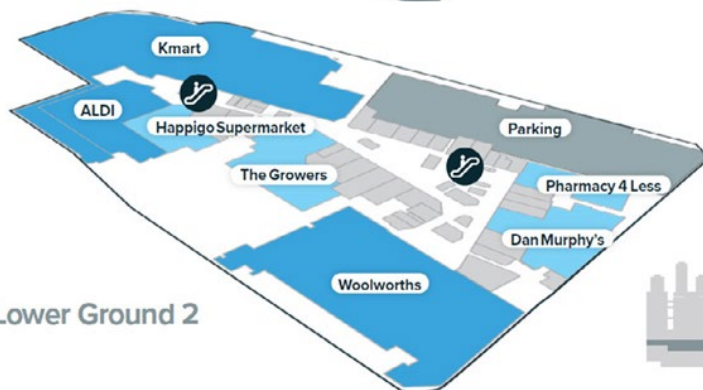 Kmart
ALDI
Happigo Supermarket
Parking
The Growers
Pharmacy 4 Less
Dan Murphy's
Woolworths
Lower Ground 2